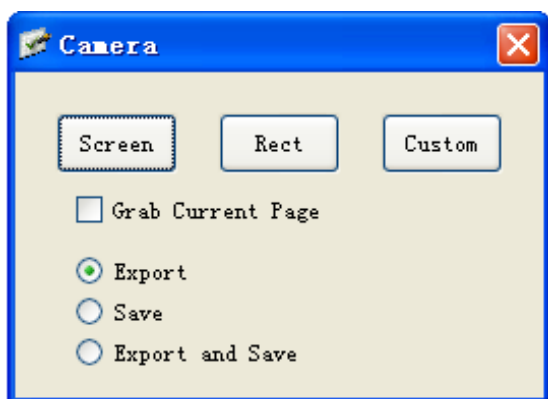 Camera
Screen Rect Custom
Grab Current Page
Export
Save
Export and Save